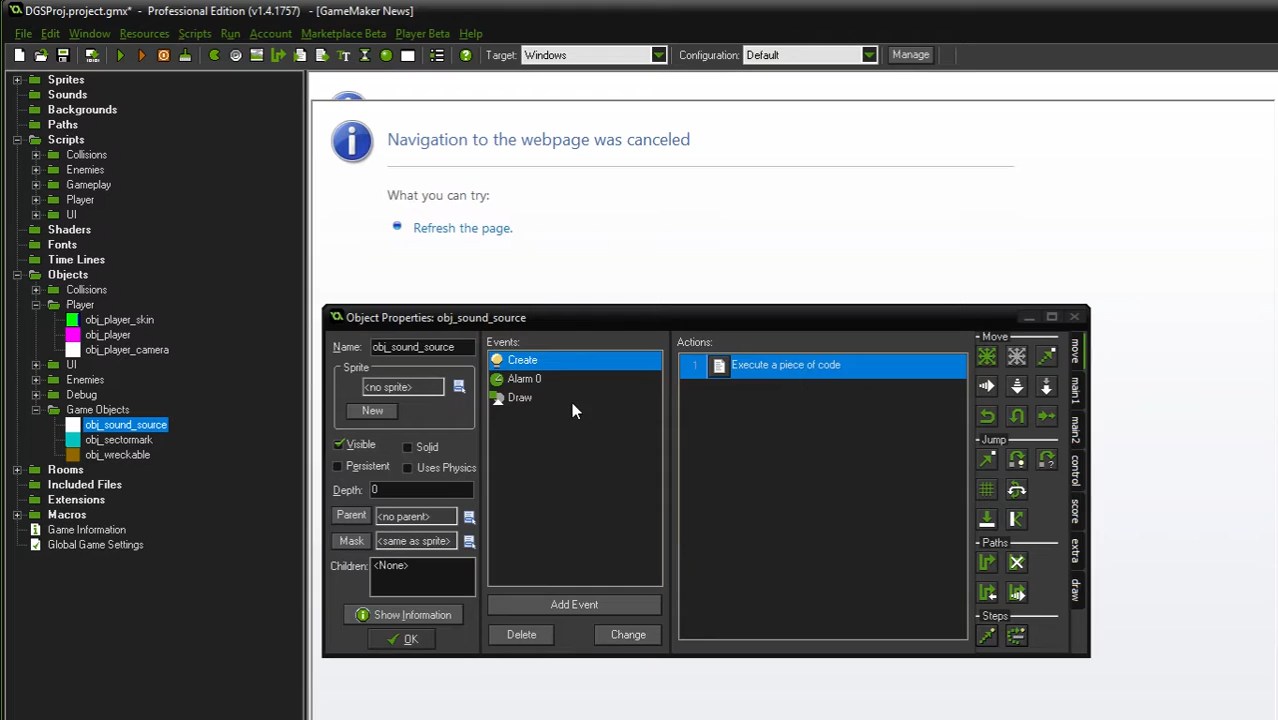 DGSProj.project.gmx* - Professional Edition (v1.4.1757) - [GameMaker News]
File Edit Window Resources Scripts Run Account Marketplace Beta Player Beta Help
Target: Windows Configuration: Default Manage
Sprites
Sounds
Backgrounds
Paths
Scripts
Collisions
Enemies
Gameplay
Player
UI
Shaders
Fonts
Time Lines
Objects
Collisions
Player
obj_player_skin
obj_player
obj_player_camera
UI
Enemies
Debug
Game Objects
obj_sound_source
obj_sectormark
obj_wreckable
Rooms
Included Files
Extensions
Macros
Game Information
Global Game Settings
Navigation to the webpage was canceled
What you can try:
Refresh the page.
Object Properties: obj_sound_source
Name: obj_sound_source
Sprite
<no sprite>
New
Visible Solid
Persistent Uses Physics
Depth: 0
Parent <no parent>
Mask <same as sprite>
Children: <None>
Show Information
OK
Events:
Create
Alarm 0
Draw
Add Event
Delete Change
Actions:
1 Execute a piece of code
Move
Jump
Paths
Steps
move
main1
main2
control
score
extra
draw